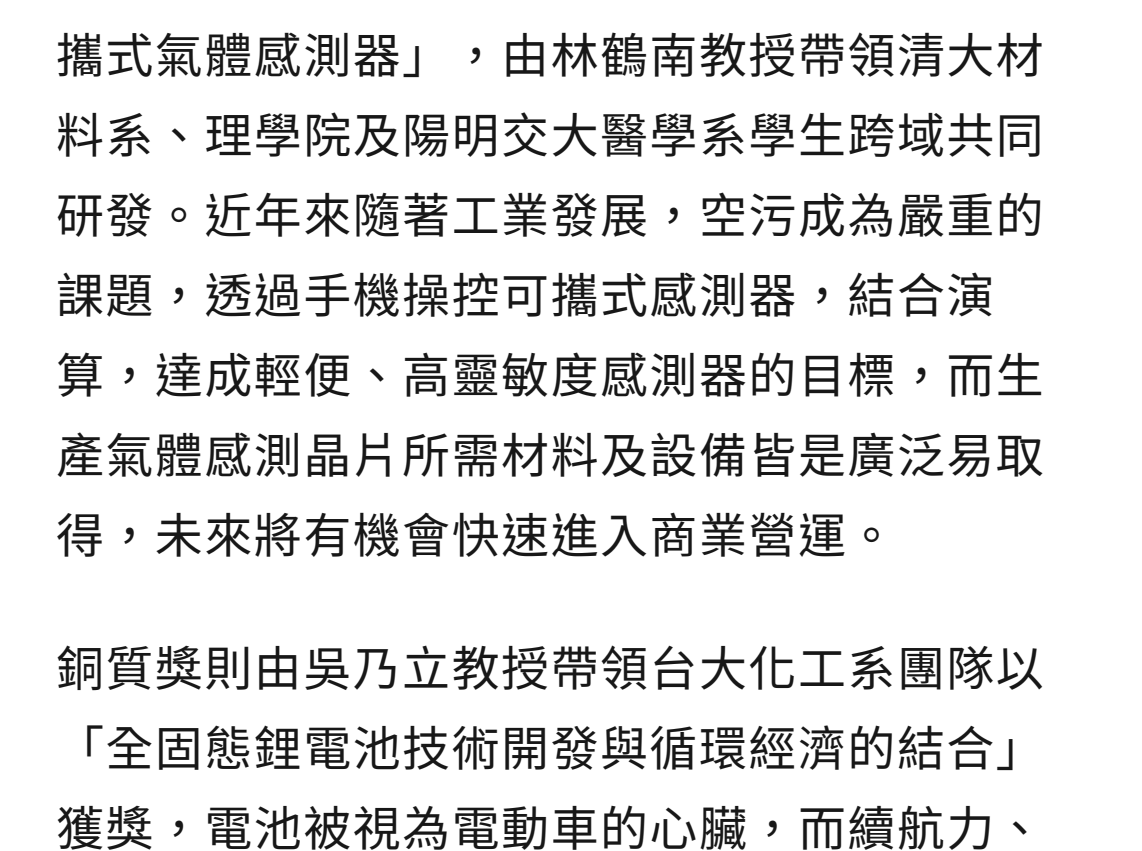 攜式氣體感測器」，由林鶴南教授帶領清大材
料系、理學院及陽明交大醫學系學生跨域共同
研發。近年來隨著工業發展，空污成為嚴重的
課題，透過手機操控可攜式感測器，結合演
算，達成輕便、高靈敏度感測器的目標，而生
產氣體感測晶片所需材料及設備皆是廣泛易取
得，未來將有機會快速進入商業營運。
銅質獎則由吳乃立教授帶領台大化工系團隊以
「全固態鋰電池技術開發與循環經濟的結合」
獲獎，電池被視為電動車的心臟，而續航力、